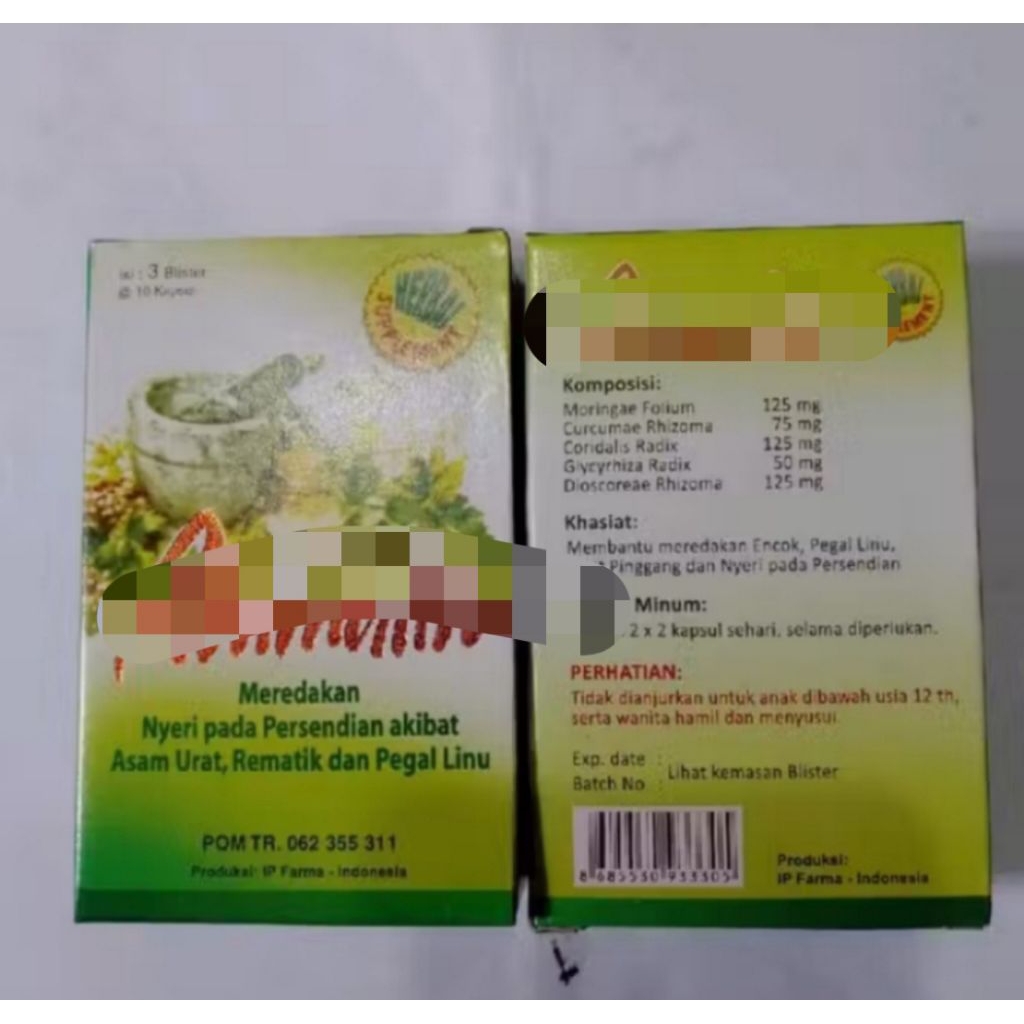 isi : 3 Blister
@ 10 Kapsul
HERBAL
SUPPLEMENT
Meredakan
Nyeri pada Persendian akibat
Asam Urat, Rematik dan Pegal Linu
POM TR. 062 355 311
Produksi: IP Farma - Indonesia
Komposisi:
Moringae Folium 125 mg
Curcumae Rhizoma 75 mg
Coridalis Radix 125 mg
Glycyrhiza Radix 50 mg
Dioscoreae Rhizoma 125 mg
Khasiat:
Membantu meredakan Encok, Pegal Linu,
Pinggang dan Nyeri pada Persendian
Minum:
2 x 2 kapsul sehari, selama diperlukan.
PERHATIAN:
Tidak dianjurkan untuk anak dibawah usia 12 th,
serta wanita hamil dan menyusui
Exp. date :
Batch No : Lihat kemasan Blister
8 685530 933305
Produksi:
IP Farma - Indonesia